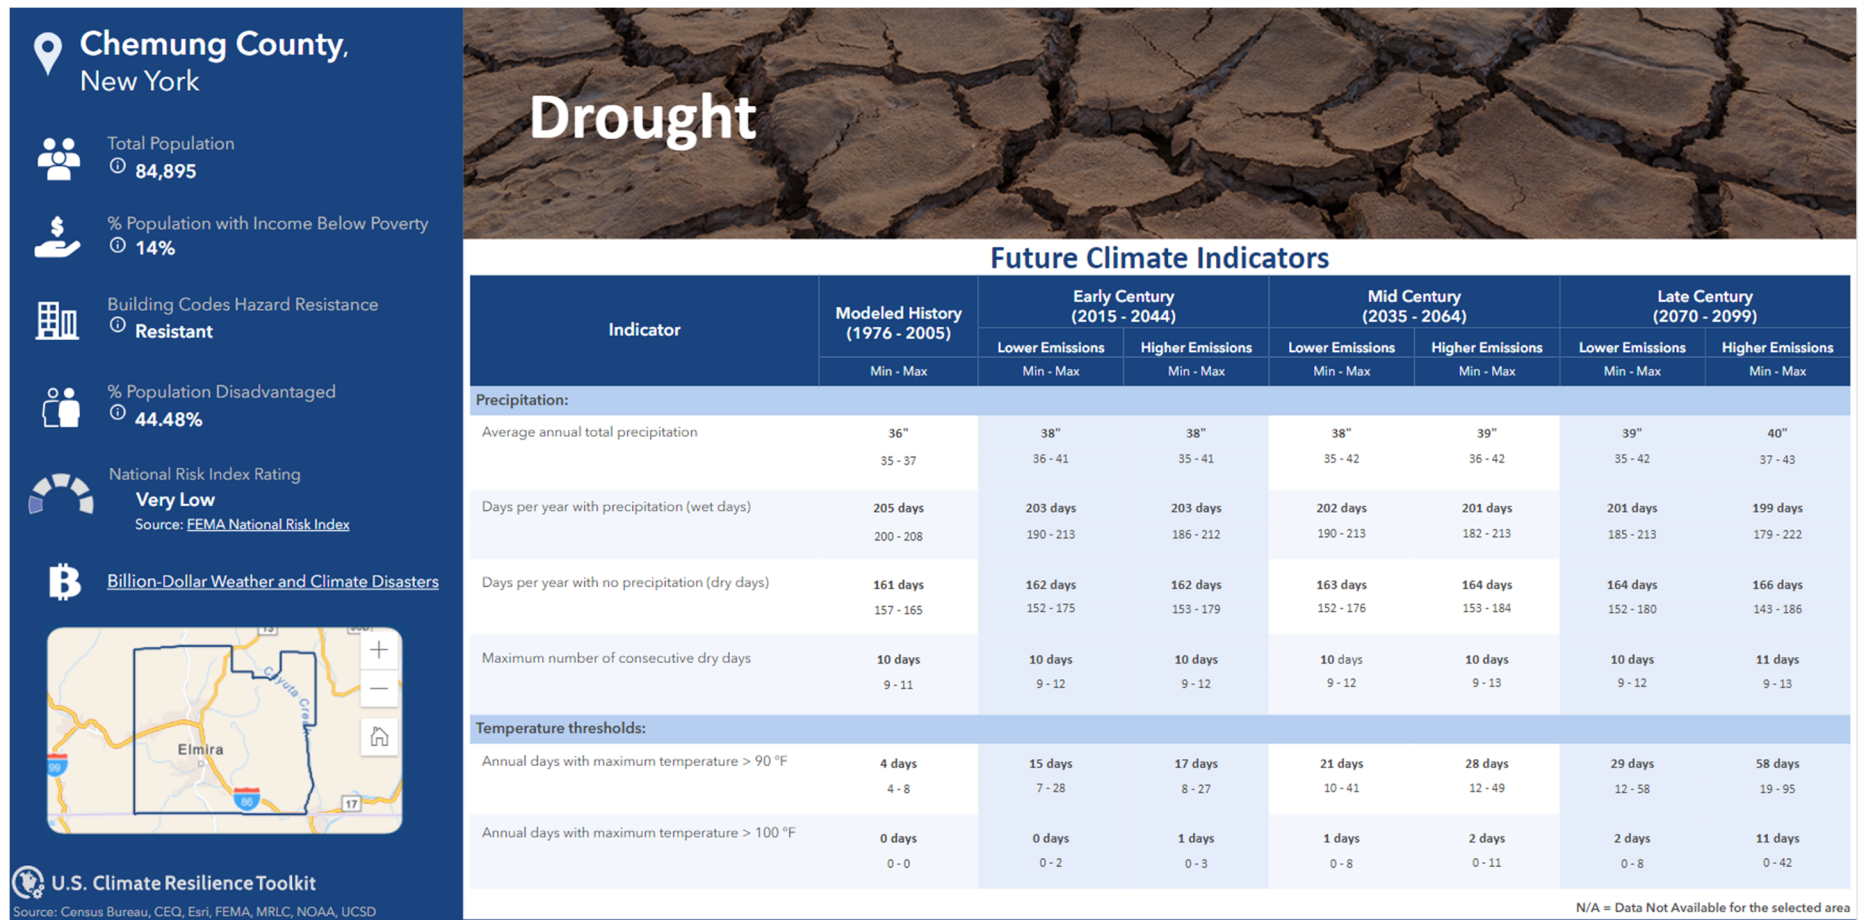 Chemung County,
New York
Total Population
84,895
% Population with Income Below Poverty
14%
Building Codes Hazard Resistance
Resistant
% Population Disadvantaged
44.48%
National Risk Index Rating
Very Low
Source: FEMA National Risk Index
Billion-Dollar Weather and Climate Disasters
13
Cayuta Creek
Elmira
99
86
17
U.S. Climate Resilience Toolkit
Source: Census Bureau, CEQ, Esri, FEMA, MRLC, NOAA, UCSD
Drought
Future Climate Indicators
Indicator
Modeled History
(1976 - 2005)
Early Century
(2015 - 2044)
Mid Century
(2035 - 2064)
Late Century
(2070 - 2099)
Lower Emissions Higher Emissions Lower Emissions Higher Emissions Lower Emissions Higher Emissions
Min - Max Min - Max Min - Max Min - Max Min - Max Min - Max Min - Max
Precipitation:
Average annual total precipitation 36" 38" 38" 38" 39" 39" 40"
35 - 37 36 - 41 35 - 41 35 - 42 36 - 42 35 - 42 37 - 43
Days per year with precipitation (wet days) 205 days 203 days 203 days 202 days 201 days 201 days 199 days
200 - 208 190 - 213 186 - 212 190 - 213 182 - 213 185 - 213 179 - 222
Days per year with no precipitation (dry days) 161 days 162 days 162 days 163 days 164 days 164 days 166 days
157 - 165 152 - 175 153 - 179 152 - 176 153 - 184 152 - 180 143 - 186
Maximum number of consecutive dry days 10 days 10 days 10 days 10 days 10 days 10 days 11 days
9 - 11 9 - 12 9 - 12 9 - 12 9 - 13 9 - 12 9 - 13
Temperature thresholds:
Annual days with maximum temperature > 90 °F 4 days 15 days 17 days 21 days 28 days 29 days 58 days
4 - 8 7 - 28 8 - 27 10 - 41 12 - 49 12 - 58 19 - 95
Annual days with maximum temperature > 100 °F 0 days 0 days 1 days 1 days 2 days 2 days 11 days
0 - 0 0 - 2 0 - 3 0 - 8 0 - 11 0 - 8 0 - 42
N/A = Data Not Available for the selected area